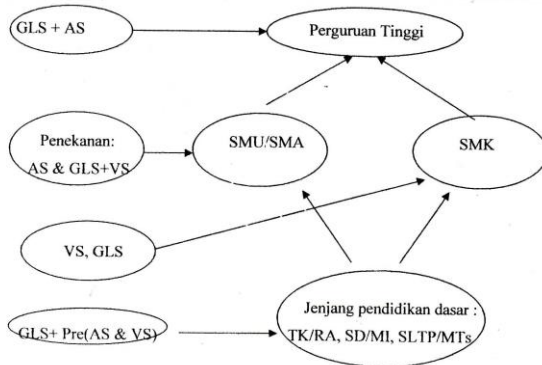 GLS + AS
Perguruan Tinggi
Penekanan:
AS & GLS+VS
SMU/SMA
SMK
VS, GLS
GLS+ Pre(AS & VS)
Jenjang pendidikan dasar :
TK/RA, SD/MI, SLTP/MTs